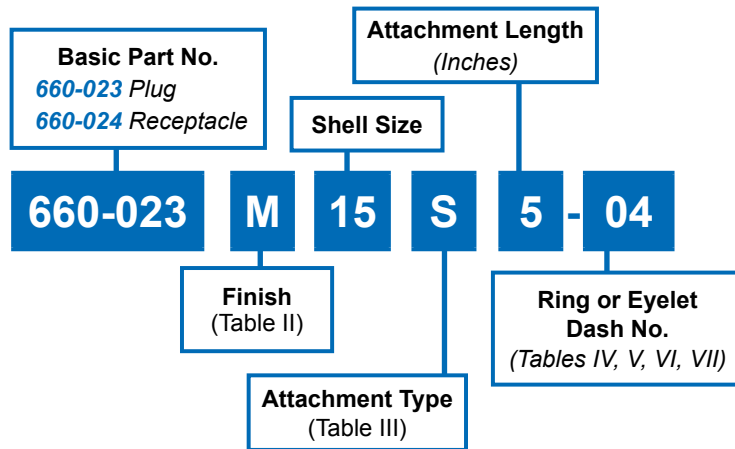 Attachment Length
(Inches)
Basic Part No.
660-023 Plug
660-024 Receptacle
Shell Size
660-023 M 15 S 5 - 04
Finish
(Table II)
Ring or Eyelet
Dash No.
(Tables IV, V, VI, VII)
Attachment Type
(Table III)